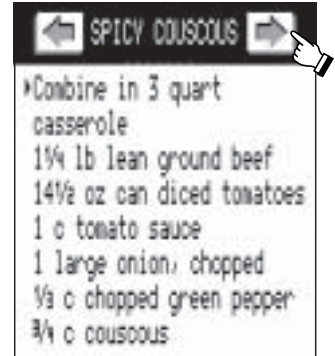 SPICY COUSCOUS
Combine in 3 quart
casserole
1¼ lb lean ground beef
14½ oz can diced tomatoes
1 c tomato sauce
1 large onion, chopped
⅓ c chopped green pepper
¾ c couscous